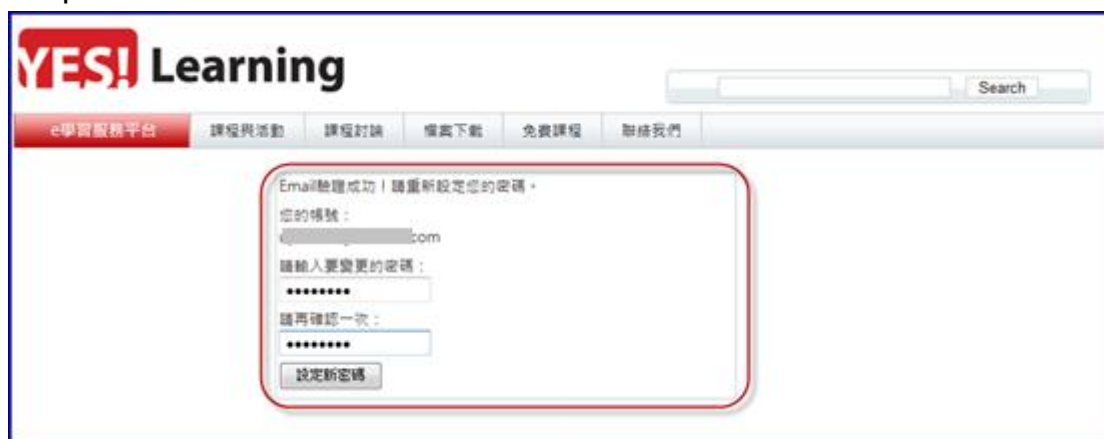 YES! Learning
Search
e學習服務平台 課程與活動 課程討論 檔案下載 免費課程 聯絡我們
Email驗證成功！請重新設定您的密碼。
您的帳號：
com
請輸入要變更的密碼：
請再確認一次：
設定新密碼